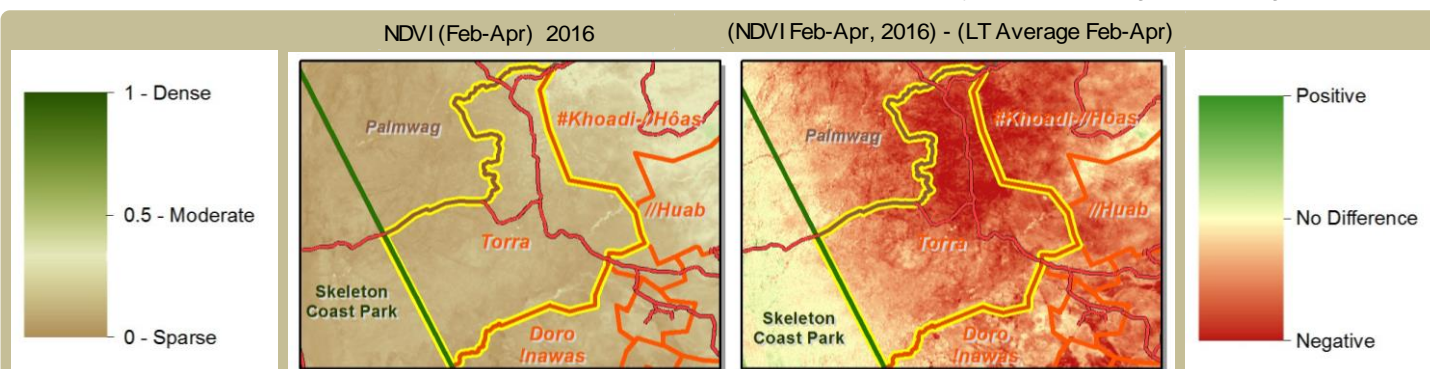 NDVI (Feb-Apr) 2016
(NDVI Feb-Apr, 2016) - (LT Average Feb-Apr)
1 - Dense
0.5 - Moderate
0 - Sparse
Palmwag
#Khoadi-//Hôas
//Huab
Torra
Skeleton
Coast Park
Doro
!nawas
Palmwag
#Khoadi-//Hôas
//Huab
Torra
Skeleton
Coast Park
Doro
!nawas
Positive
No Difference
Negative